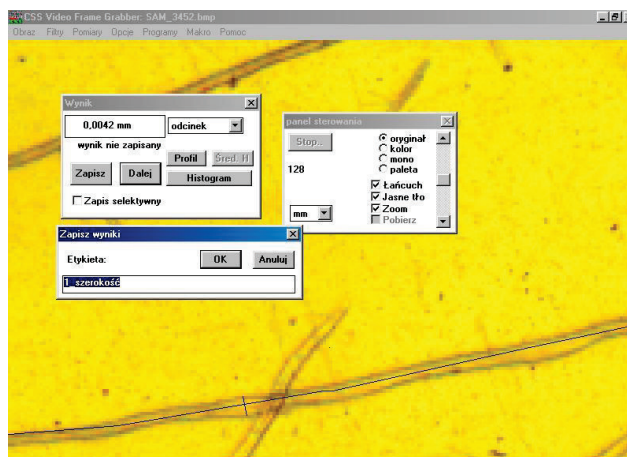 CSS Video Frame Grabber: SAM_3452.bmp
Obraz Filtry Pomiary Opcje Programy Makro Pomoc
Wynik
0,0042 mm odcinek
wynik nie zapisany
Profil Śred. H
Zapisz Dalej
Histogram
Zapis selektywny
panel sterowania
Stop.. oryginał
kolor
mono
128 paleta
Łańcuch
Jasne tło
mm Zoom
Pobierz
Zapisz wyniki
Etykieta: OK Anuluj
1 szerokość